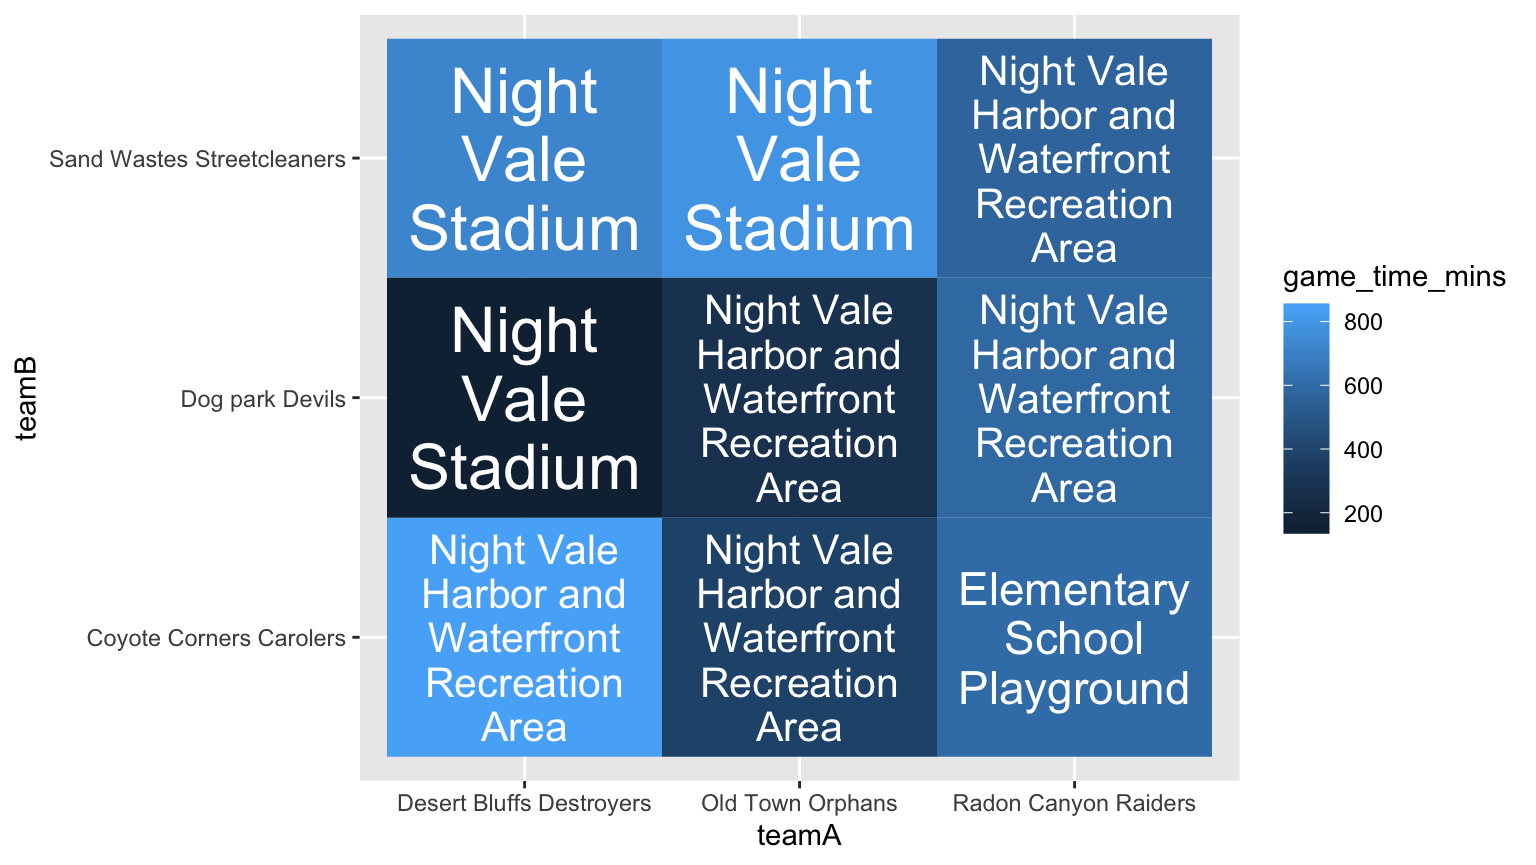 Night
Vale
Stadium
Night
Vale
Stadium
Night Vale
Harbor and
Waterfront
Recreation
Area
Sand Wastes Streetcleaners
Night
Vale
Stadium
Night Vale
Harbor and
Waterfront
Recreation
Area
Night Vale
Harbor and
Waterfront
Recreation
Area
Dog park Devils
teamB
Night Vale
Harbor and
Waterfront
Recreation
Area
Night Vale
Harbor and
Waterfront
Recreation
Area
Elementary
School
Playground
Coyote Corners Carolers
Desert Bluffs Destroyers
Old Town Orphans
Radon Canyon Raiders
teamA
game_time_mins
800
600
400
200